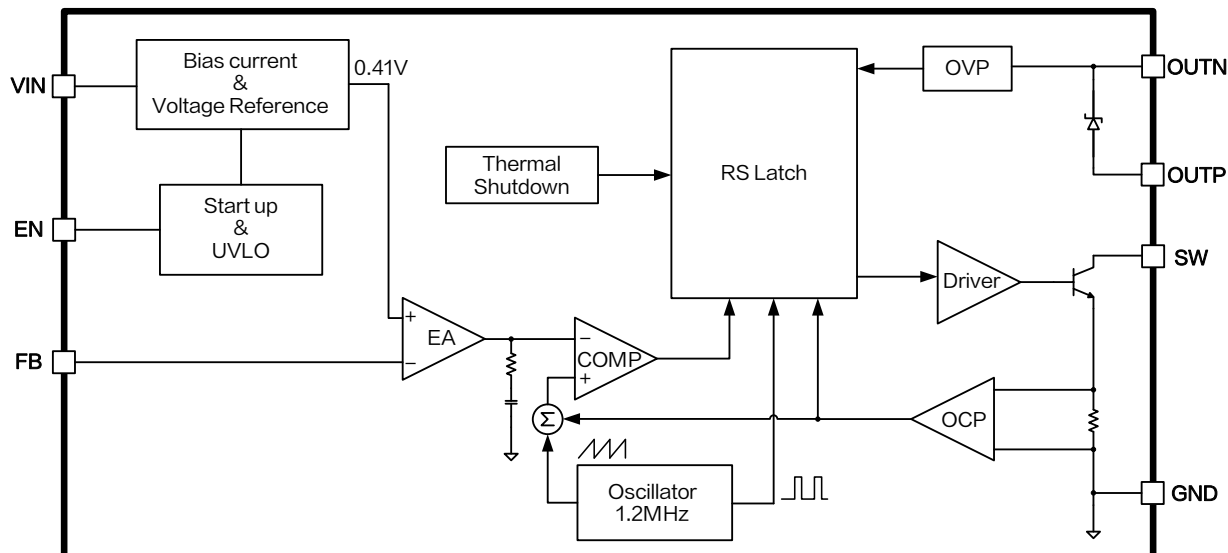 VIN
Bias current
&
Voltage Reference
0.41V
OVP
OUTN
Thermal
Shutdown
RS Latch
OUTP
EN
Start up
&
UVLO
SW
Driver
+
EA
−
FB
−
COMP
+
Σ
OCP
Oscillator
1.2MHz
GND